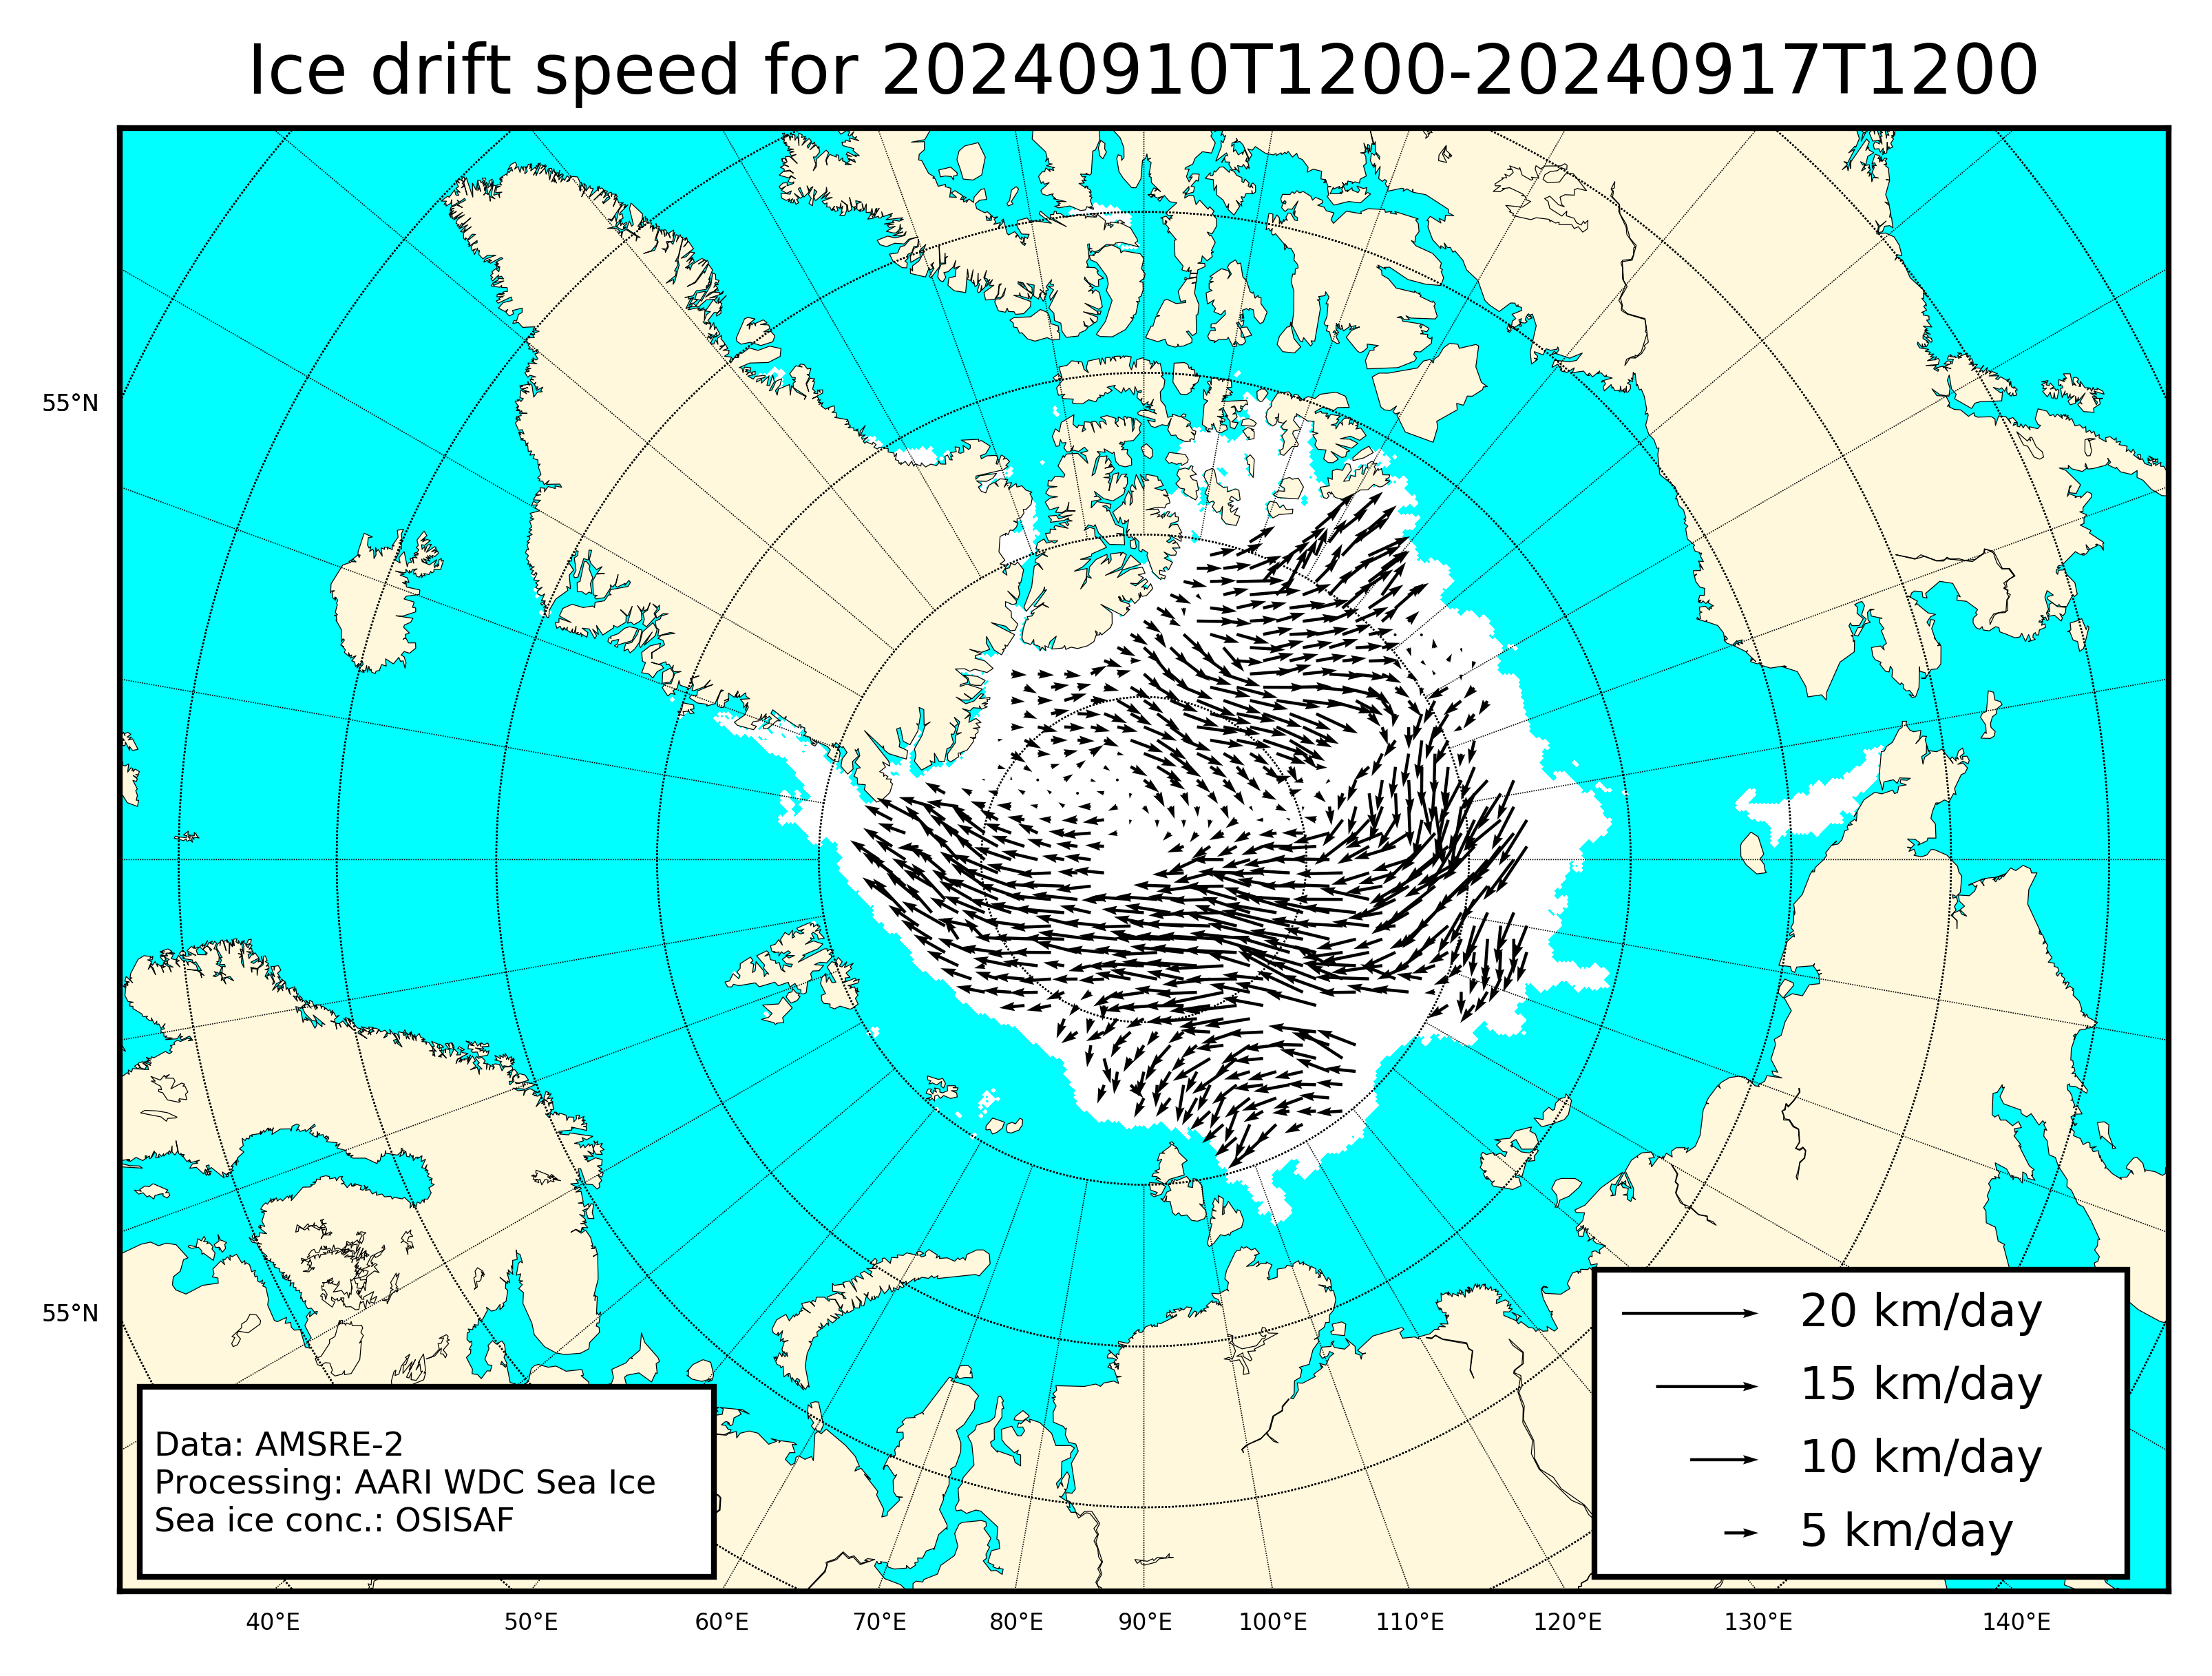 Ice drift speed for 20240910T1200-20240917T1200
55°N
55°N
20 km/day
15 km/day
10 km/day
5 km/day
Data: AMSRE-2
Processing: AARI WDC Sea Ice
Sea ice conc.: OSISAF
40°E 50°E 60°E 70°E 80°E 90°E 100°E 110°E 120°E 130°E 140°E